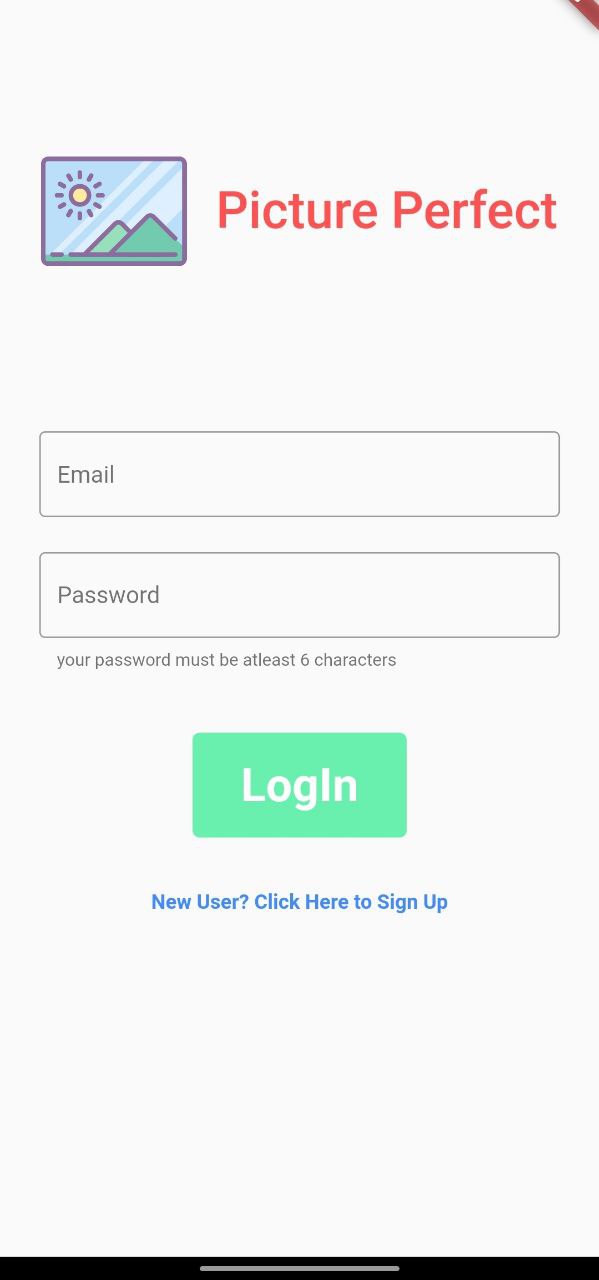 Picture Perfect
Email
Password
your password must be atleast 6 characters
LogIn
New User? Click Here to Sign Up